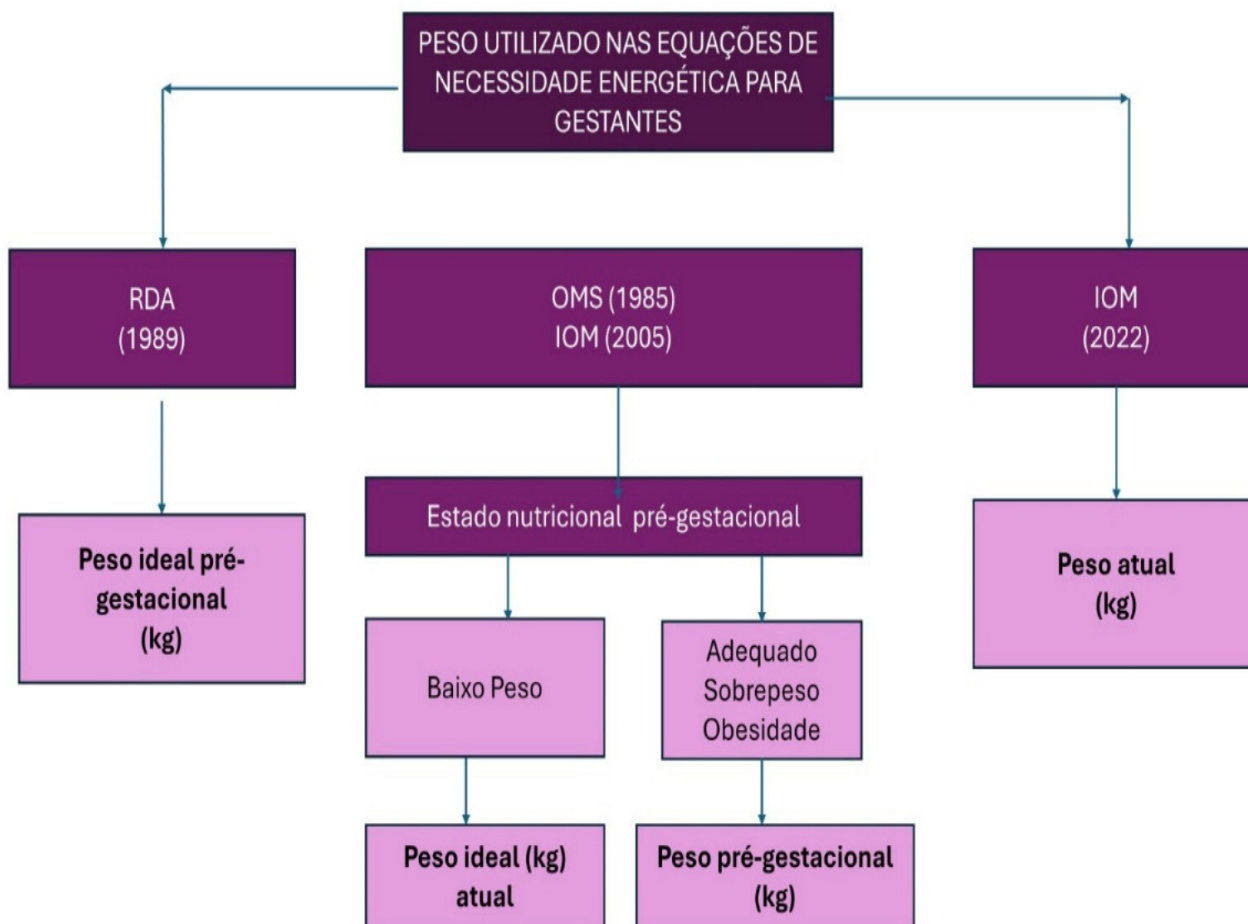 PESO UTILIZADO NAS EQUAÇÕES DE
NECESSIDADE ENERGÉTICA PARA
GESTANTES
RDA
(1989)
OMS (1985)
IOM (2005)
IOM
(2022)
Peso ideal pré-
gestacional
(kg)
Estado nutricional pré-gestacional
Peso atual
(kg)
Baixo Peso
Adequado
Sobrepeso
Obesidade
Peso ideal (kg)
atual
Peso pré-gestacional
(kg)